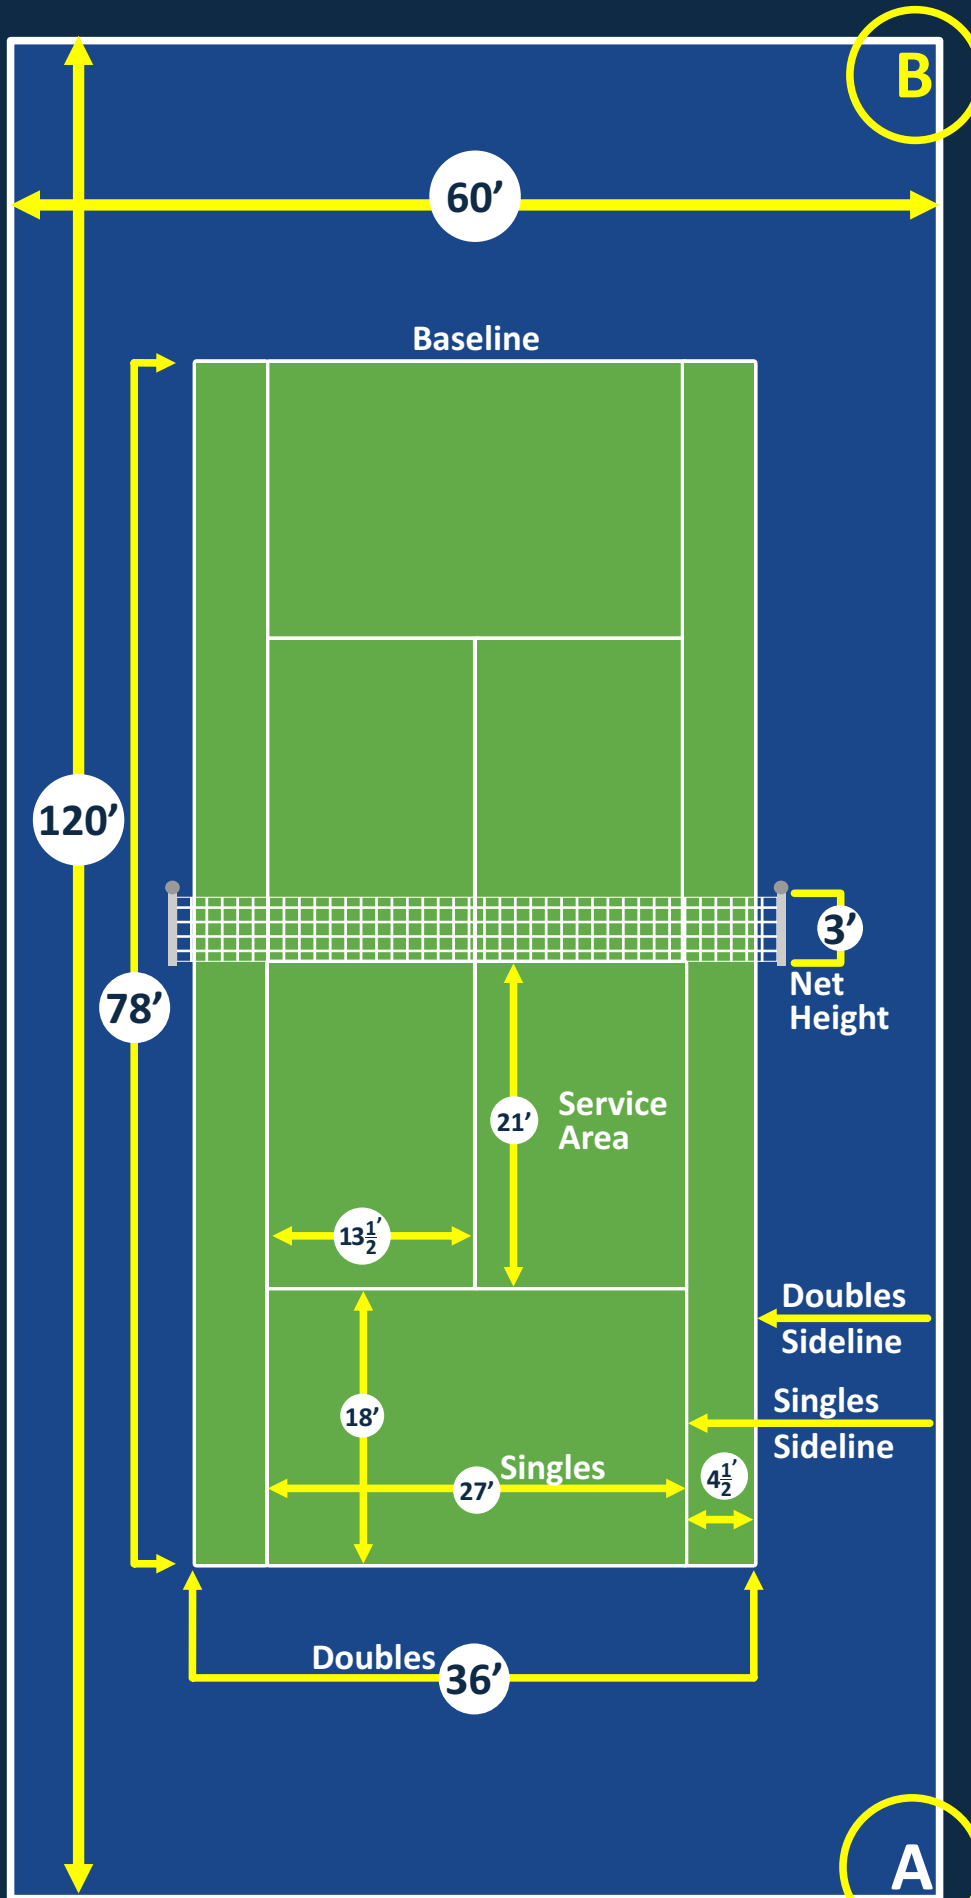 B
60’
Baseline
120’
3’
Net
Height
78’
Service
Area
21’
13½’
Doubles
Sideline
Singles
Sideline
18’
Singles
27’
4½’
Doubles
36’
A